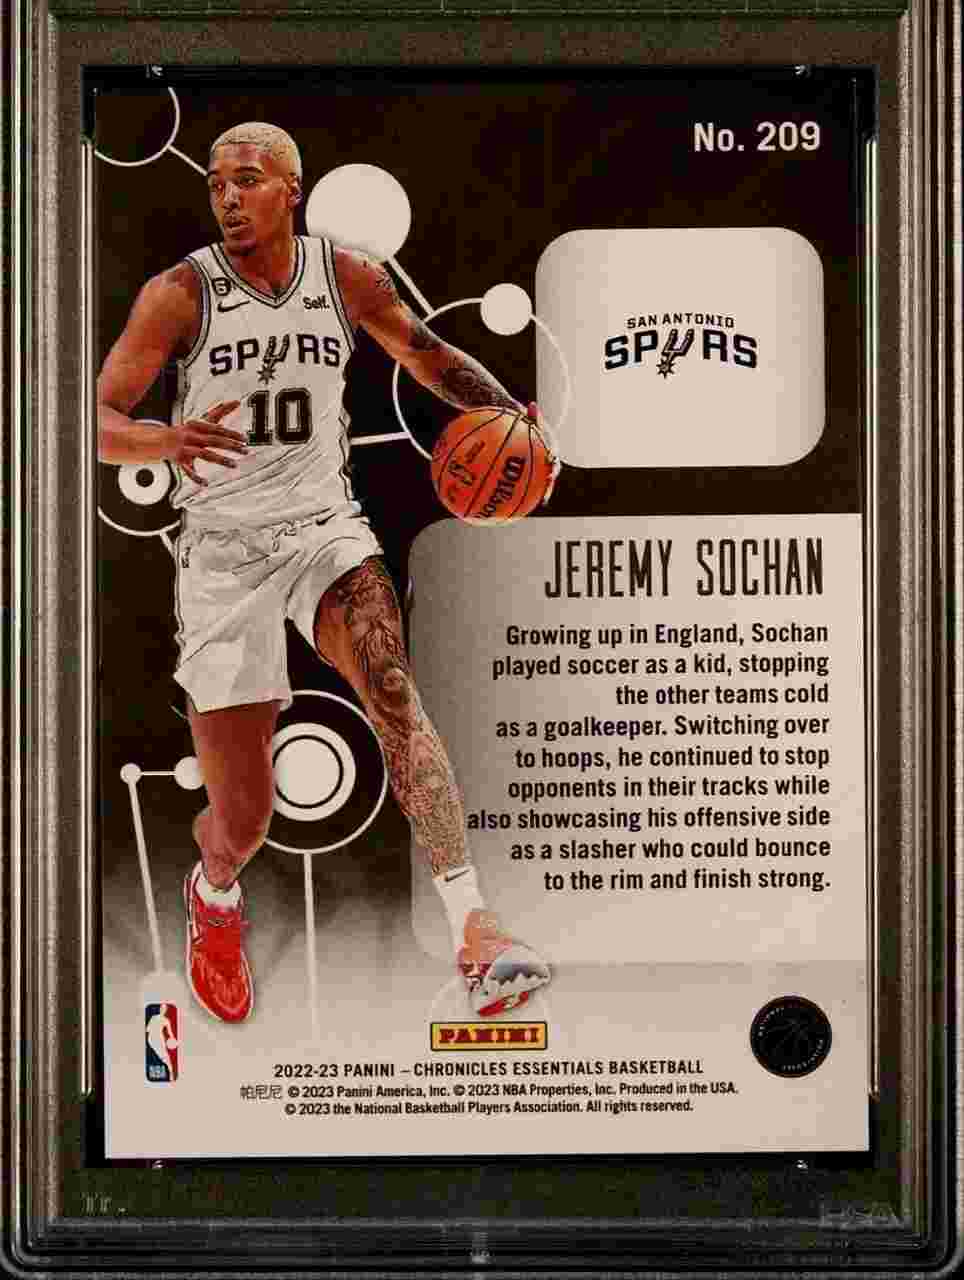 No. 209
SAN ANTONIO
SPURS
6
Self.
SPURS
10
Wilson
JEREMY SOCHAN
Growing up in England, Sochan
played soccer as a kid, stopping
the other teams cold
as a goalkeeper. Switching over
to hoops, he continued to stop
opponents in their tracks while
also showcasing his offensive side
as a slasher who could bounce
to the rim and finish strong.
PANINI
NBA
2022-23 PANINI – CHRONICLES ESSENTIALS BASKETBALL
帕尼尼 © 2023 Panini America, Inc. © 2023 NBA Properties, Inc. Produced in the USA.
© 2023 the National Basketball Players Association. All rights reserved.